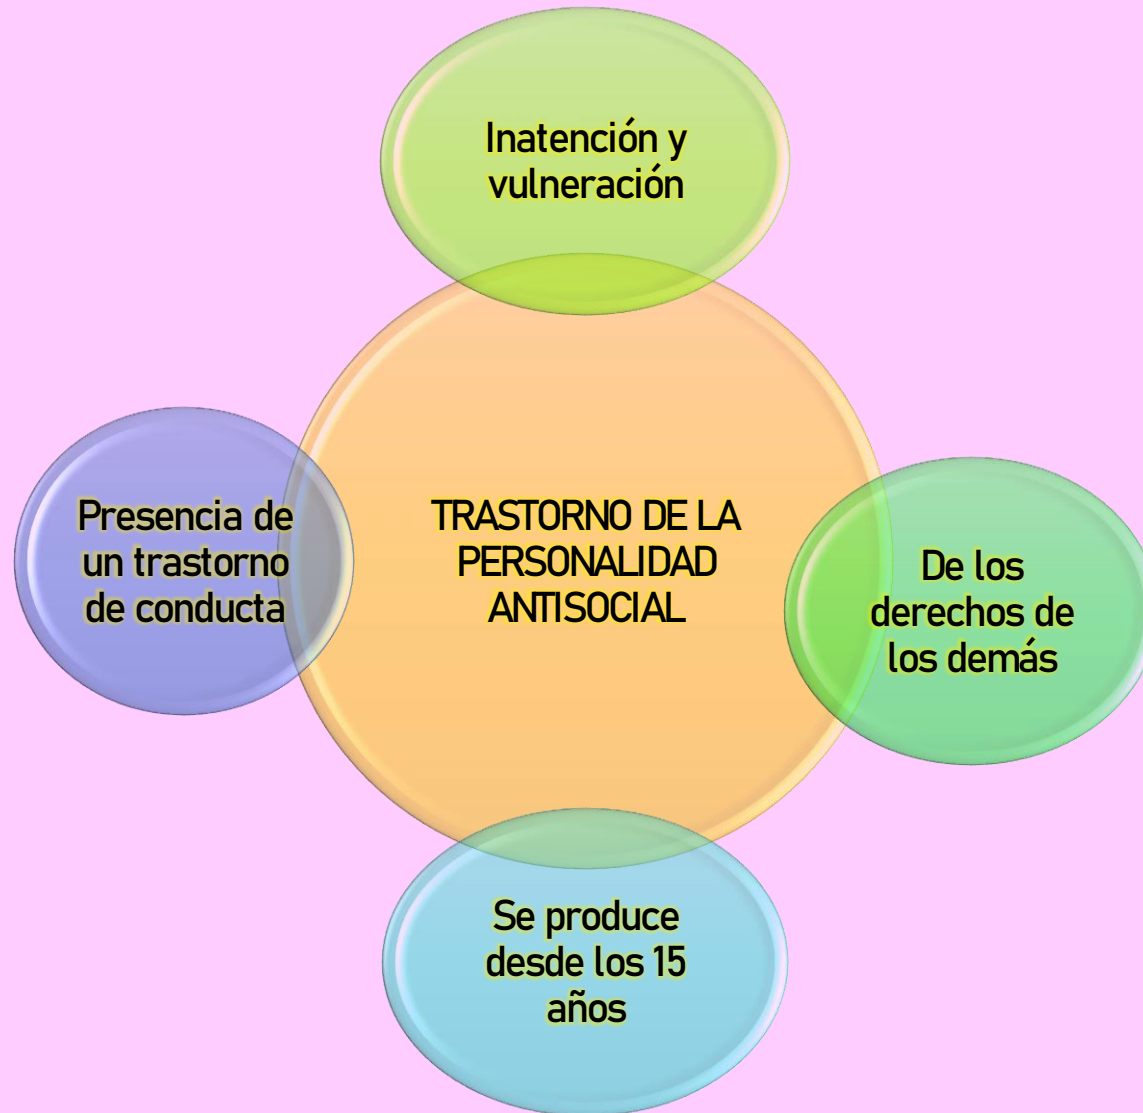 Inatención y
vulneración
Presencia de
un trastorno
de conducta
TRASTORNO DE LA
PERSONALIDAD
ANTISOCIAL
De los
derechos de
los demás
Se produce
desde los 15
años